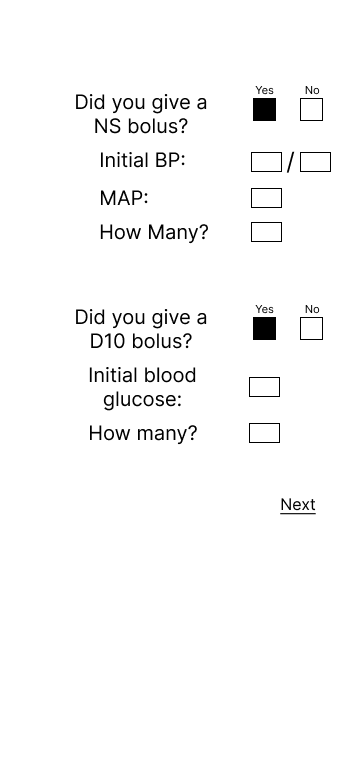 Yes No
Did you give a
NS bolus?
Initial BP: /
MAP:
How Many?
Yes No
Did you give a
D10 bolus?
Initial blood
glucose:
How many?
Next